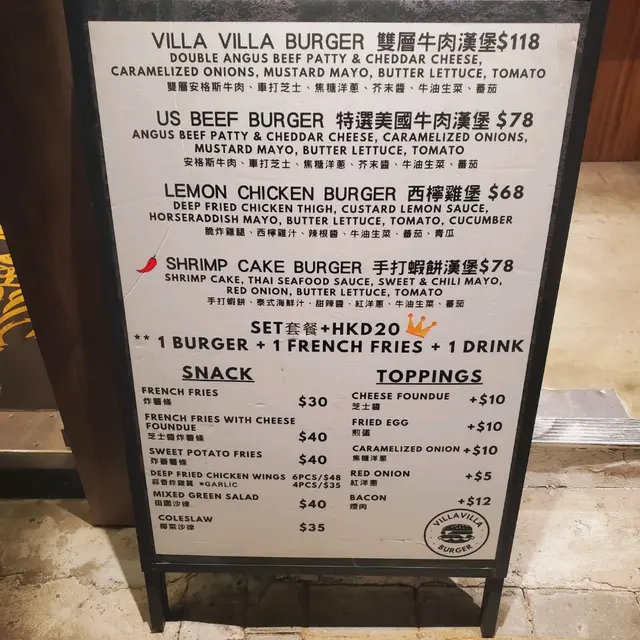 VILLA VILLA BURGER 雙層牛肉漢堡$118
DOUBLE ANGUS BEEF PATTY & CHEDDAR CHEESE,
CARAMELIZED ONIONS, MUSTARD MAYO, BUTTER LETTUCE, TOMATO
雙層安格斯牛肉、車打芝士、焦糖洋蔥、芥末醬、牛油生菜、蕃茄
US BEEF BURGER 特選美國牛肉漢堡 $78
ANGUS BEEF PATTY & CHEDDAR CHEESE, CARAMELIZED ONIONS,
MUSTARD MAYO, BUTTER LETTUCE, TOMATO
安格斯牛肉、車打芝士、焦糖洋蔥、芥末醬、牛油生菜、蕃茄
LEMON CHICKEN BURGER 西檸雞堡 $68
DEEP FRIED CHICKEN THIGH, CUSTARD LEMON SAUCE,
HORSERADDISH MAYO, BUTTER LETTUCE, TOMATO, CUCUMBER
脆炸雞腿、西檸雞汁、辣根醬、牛油生菜、蕃茄、青瓜
SHRIMP CAKE BURGER 手打蝦餅漢堡$78
SHRIMP CAKE, THAI SEAFOOD SAUCE, SWEET & CHILI MAYO,
RED ONION, BUTTER LETTUCE, TOMATO
手打蝦餅、泰式海鮮汁、甜辣醬、紅洋蔥、牛油生菜、蕃茄
SET套餐+HKD20
** 1 BURGER + 1 FRENCH FRIES + 1 DRINK
SNACK
FRENCH FRIES
炸薯條 $30
FRENCH FRIES WITH CHEESE
FOUNDUE
芝士醬炸薯條 $40
SWEET POTATO FRIES
炸蕃薯條 $40
DEEP FRIED CHICKEN WINGS 6PCS/$48
蒜香炸雞翼 *GARLIC 4PCS/$35
MIXED GREEN SALAD
田園沙律 $40
COLESLAW
椰菜沙律 $35
TOPPINGS
CHEESE FOUNDUE +$10
芝士醬
FRIED EGG +$10
煎蛋
CARAMELIZED ONION +$10
焦糖洋蔥
RED ONION +$5
紅洋蔥
BACON +$12
煙肉
VILLAVILLA
BURGER